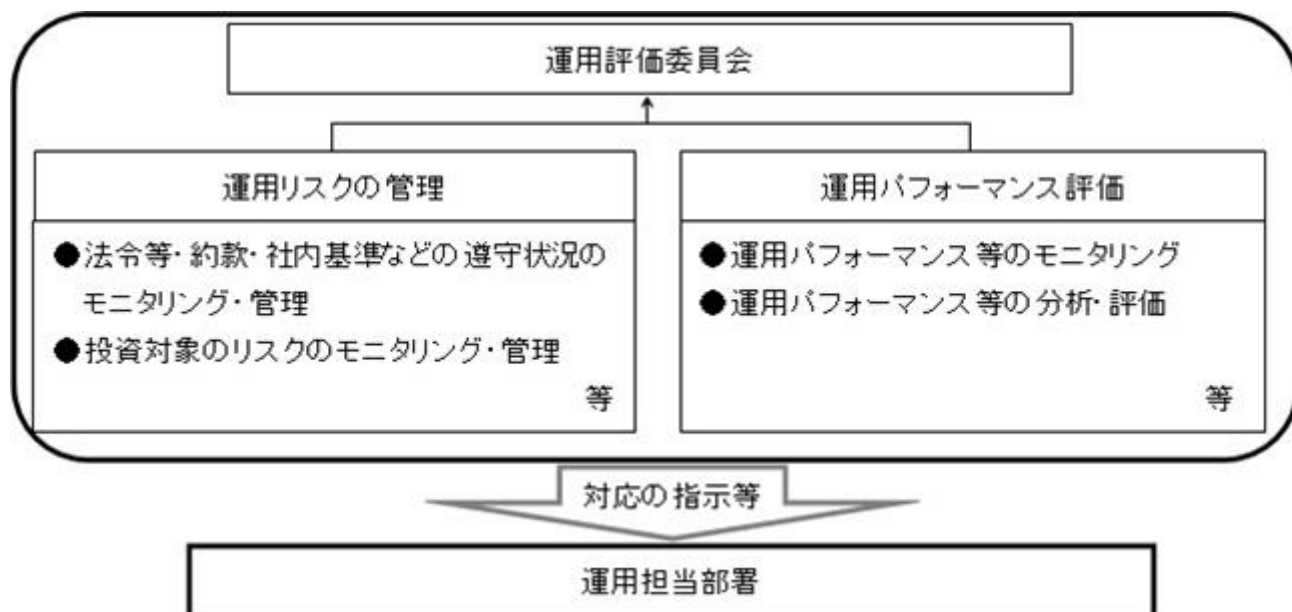 運用評価委員会
運用リスクの管理
●法令等・約款・社内基準などの遵守状況の
モニタリング・管理
●投資対象のリスクのモニタリング・管理
等
運用パフォーマンス評価
●運用パフォーマンス等のモニタリング
●運用パフォーマンス等の分析・評価
等
対応の指示等
運用担当部署